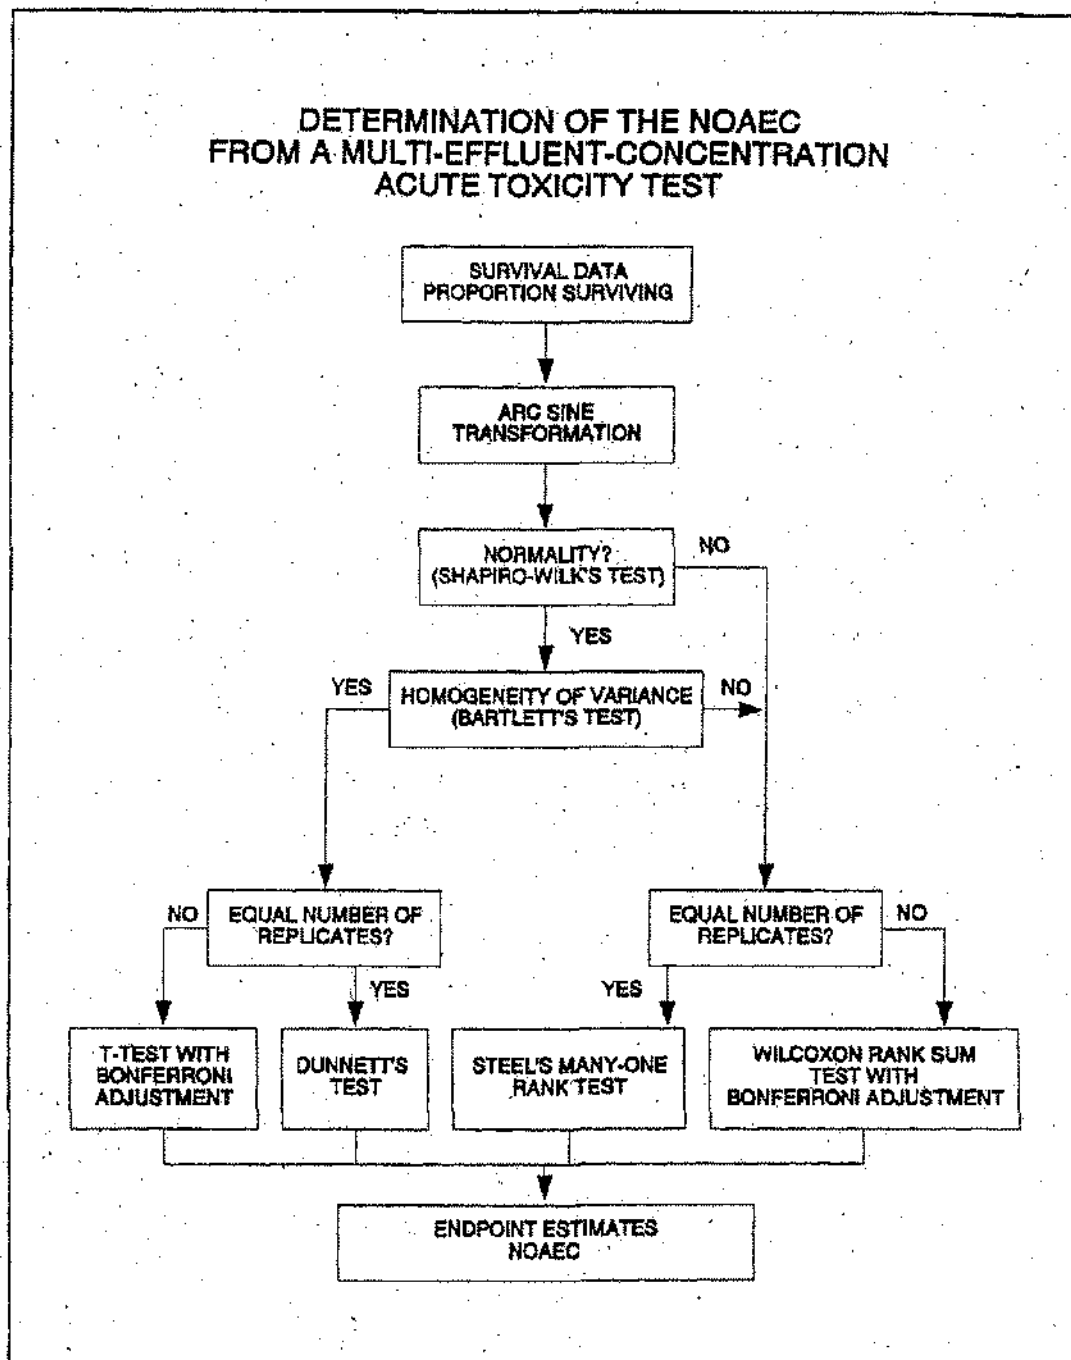 DETERMINATION OF THE NOAEC
FROM A MULTI-EFFLUENT-CONCENTRATION
ACUTE TOXICITY TEST
SURVIVAL DATA
PROPORTION SURVIVING
ARC SINE
TRANSFORMATION
NORMALITY?
(SHAPIRO-WILK'S TEST)
NO
YES
YES
HOMOGENEITY OF VARIANCE
(BARTLETT'S TEST)
NO
NO
EQUAL NUMBER OF
REPLICATES?
YES
EQUAL NUMBER OF
REPLICATES?
NO
YES
T-TEST WITH
BONFERRONI
ADJUSTMENT
DUNNETT'S
TEST
STEEL'S MANY-ONE
RANK TEST
WILCOXON RANK SUM
TEST WITH
BONFERRONI ADJUSTMENT
ENDPOINT ESTIMATES
NOAEC